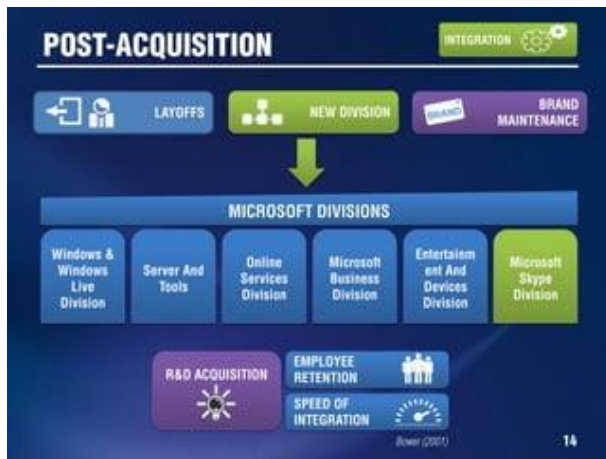 POST-ACQUISITION
INTEGRATION
LAYOFFS
NEW DIVISION
BRAND
BRAND
MAINTENANCE
MICROSOFT DIVISIONS
Windows &
Windows
Live
Division
Server And
Tools
Online
Services
Division
Microsoft
Business
Division
Entertainm
ent And
Devices
Division
Microsoft
Skype
Division
R&D ACQUISITION
EMPLOYEE
RETENTION
SPEED OF
INTEGRATION
Bower (2001)
14